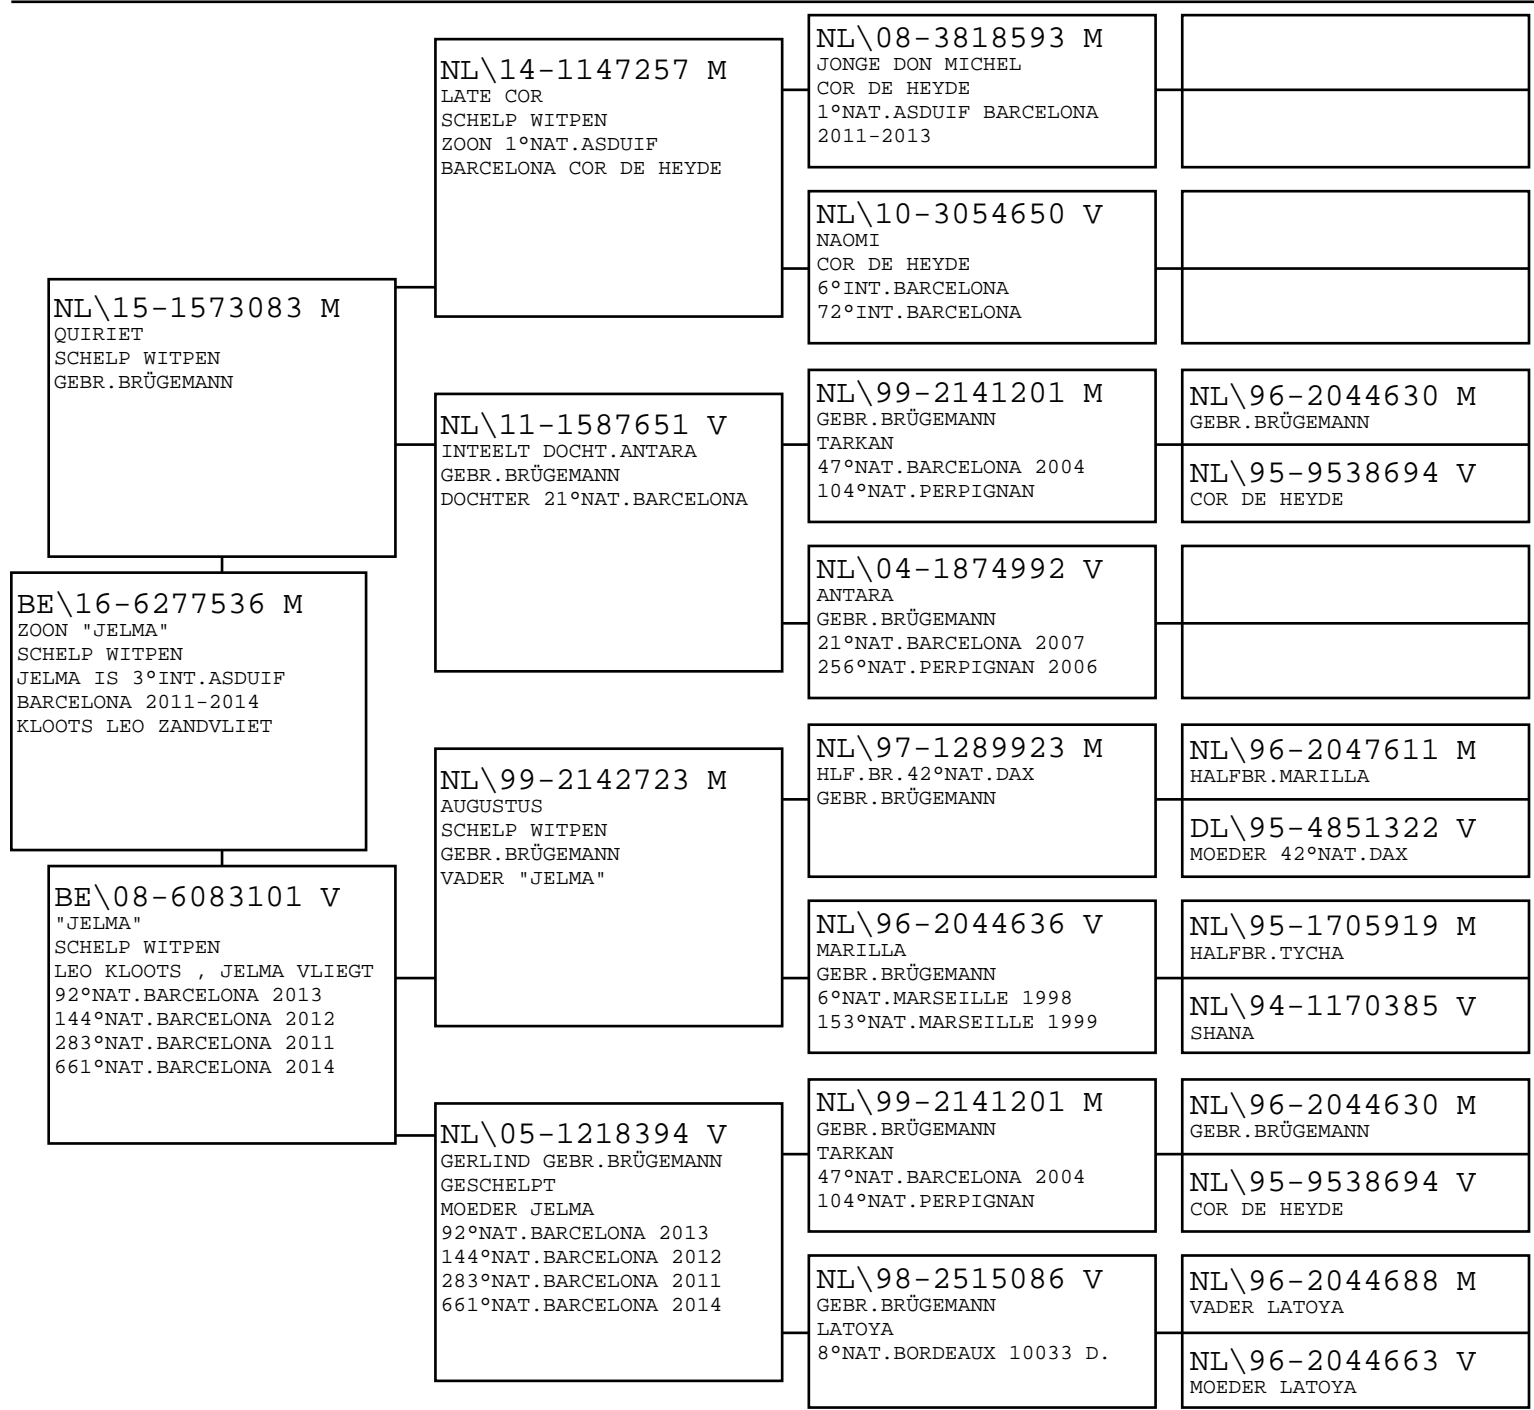 BE\16-6277536 M
ZOON "JELMA"
SCHELP WITPEN
JELMA IS 3°INT.ASDUIF
BARCELONA 2011-2014
KLOOTS LEO ZANDVLIET
NL\15-1573083 M
QUIRIET
SCHELP WITPEN
GEBR.BRÜGEMANN
BE\08-6083101 V
"JELMA"
SCHELP WITPEN
LEO KLOOTS , JELMA VLIEGT
92°NAT.BARCELONA 2013
144°NAT.BARCELONA 2012
283°NAT.BARCELONA 2011
661°NAT.BARCELONA 2014
NL\14-1147257 M
LATE COR
SCHELP WITPEN
ZOON 1°NAT.ASDUIF
BARCELONA COR DE HEYDE
NL\11-1587651 V
INTEELT DOCHT.ANTARA
GEBR.BRÜGEMANN
DOCHTER 21°NAT.BARCELONA
NL\99-2142723 M
AUGUSTUS
SCHELP WITPEN
GEBR.BRÜGEMANN
VADER "JELMA"
NL\05-1218394 V
GERLIND GEBR.BRÜGEMANN
GESCHELPT
MOEDER JELMA
92°NAT.BARCELONA 2013
144°NAT.BARCELONA 2012
283°NAT.BARCELONA 2011
661°NAT.BARCELONA 2014
NL\08-3818593 M
JONGE DON MICHEL
COR DE HEYDE
1°NAT.ASDUIF BARCELONA
2011-2013
NL\10-3054650 V
NAOMI
COR DE HEYDE
6°INT.BARCELONA
72°INT.BARCELONA
NL\99-2141201 M
GEBR.BRÜGEMANN
TARKAN
47°NAT.BARCELONA 2004
104°NAT.PERPIGNAN
NL\04-1874992 V
ANTARA
GEBR.BRÜGEMANN
21°NAT.BARCELONA 2007
256°NAT.PERPIGNAN 2006
NL\97-1289923 M
HLF.BR.42°NAT.DAX
GEBR.BRÜGEMANN
NL\96-2044636 V
MARILLA
GEBR.BRÜGEMANN
6°NAT.MARSEILLE 1998
153°NAT.MARSEILLE 1999
NL\99-2141201 M
GEBR.BRÜGEMANN
TARKAN
47°NAT.BARCELONA 2004
104°NAT.PERPIGNAN
NL\98-2515086 V
GEBR.BRÜGEMANN
LATOYA
8°NAT.BORDEAUX 10033 D.
NL\96-2044630 M
GEBR.BRÜGEMANN
NL\95-9538694 V
COR DE HEYDE
NL\96-2047611 M
HALFBR.MARILLA
DL\95-4851322 V
MOEDER 42°NAT.DAX
NL\95-1705919 M
HALFBR.TYCHA
NL\94-1170385 V
SHANA
NL\96-2044630 M
GEBR.BRÜGEMANN
NL\95-9538694 V
COR DE HEYDE
NL\96-2044688 M
VADER LATOYA
NL\96-2044663 V
MOEDER LATOYA